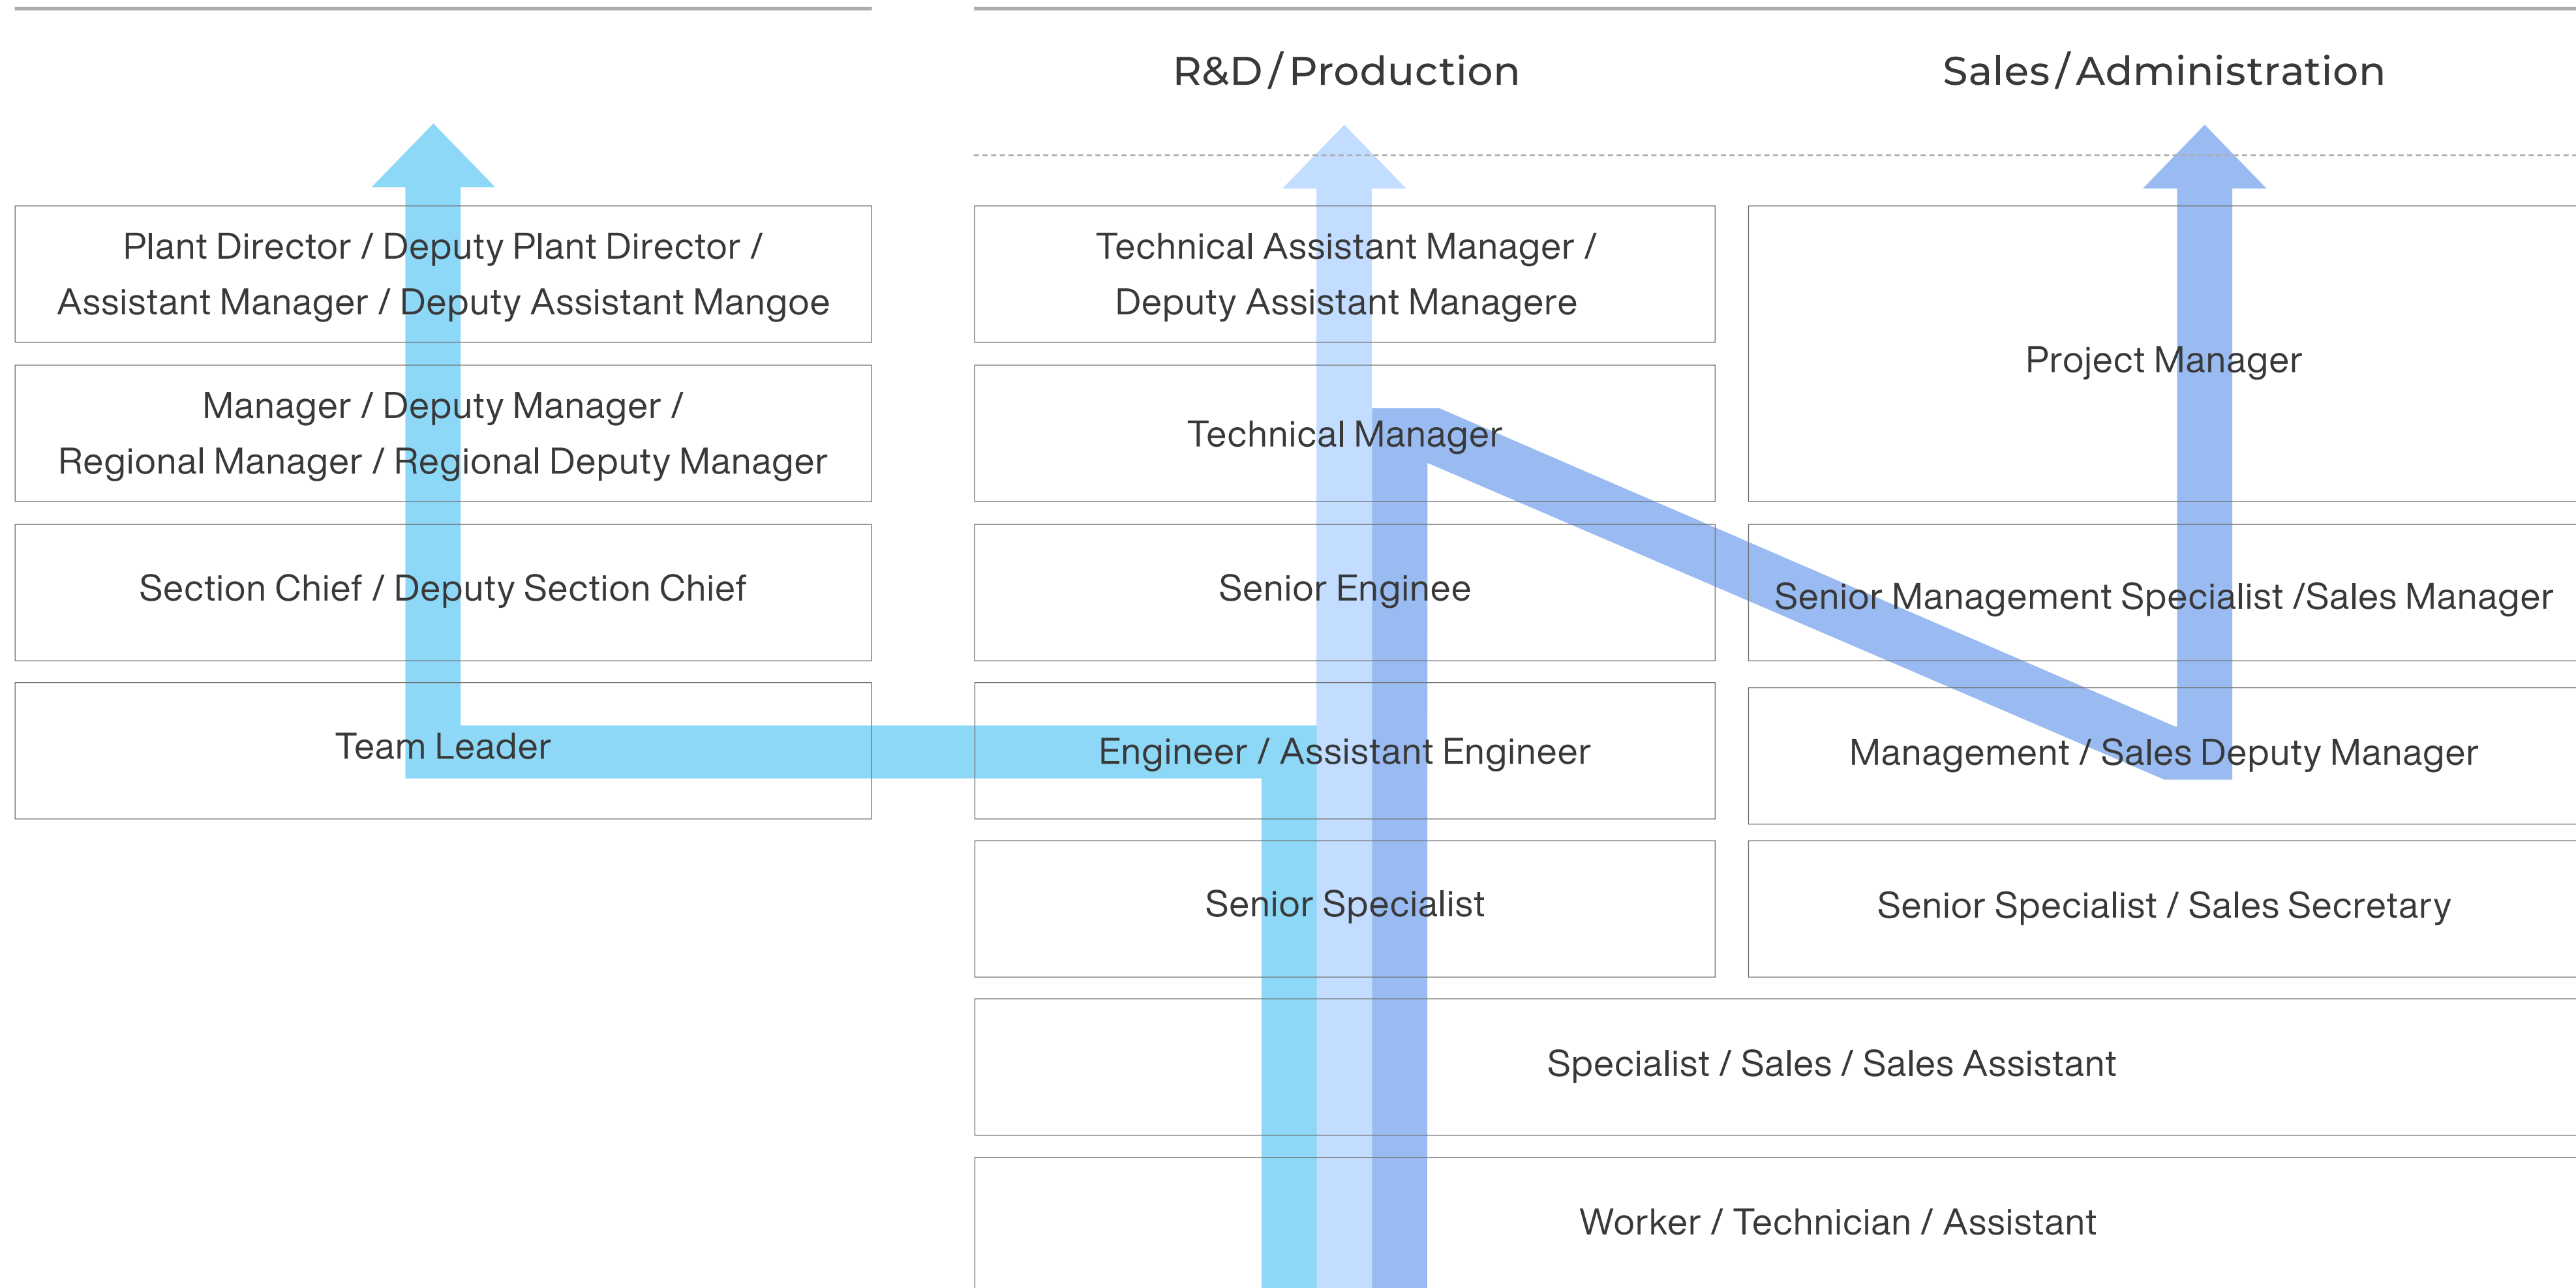 R&D/Production
Sales/Administration
Plant Director / Deputy Plant Director /
Assistant Manager / Deputy Assistant Mangoe
Technical Assistant Manager /
Deputy Assistant Managere
Project Manager
Manager / Deputy Manager /
Regional Manager / Regional Deputy Manager
Technical Manager
Section Chief / Deputy Section Chief
Senior Enginee
Senior Management Specialist /Sales Manager
Team Leader
Engineer / Assistant Engineer
Management / Sales Deputy Manager
Senior Specialist
Senior Specialist / Sales Secretary
Specialist / Sales / Sales Assistant
Worker / Technician / Assistant